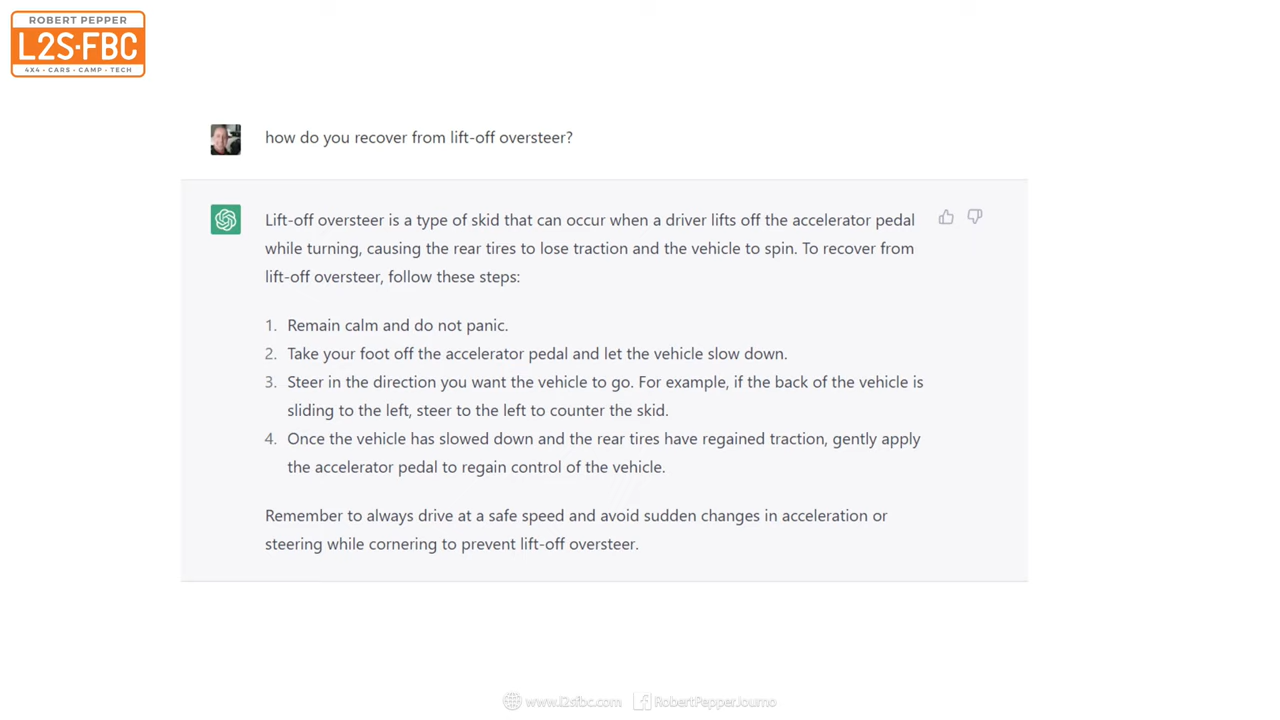 ROBERT PEPPER
L2S·FBC
4X4 • CARS • CAMP • TECH
how do you recover from lift-off oversteer?
Lift-off oversteer is a type of skid that can occur when a driver lifts off the accelerator pedal
while turning, causing the rear tires to lose traction and the vehicle to spin. To recover from
lift-off oversteer, follow these steps:
1. Remain calm and do not panic.
2. Take your foot off the accelerator pedal and let the vehicle slow down.
3. Steer in the direction you want the vehicle to go. For example, if the back of the vehicle is
sliding to the left, steer to the left to counter the skid.
4. Once the vehicle has slowed down and the rear tires have regained traction, gently apply
the accelerator pedal to regain control of the vehicle.
Remember to always drive at a safe speed and avoid sudden changes in acceleration or
steering while cornering to prevent lift-off oversteer.
www.l2sfbc.com f RobertPepperJourno